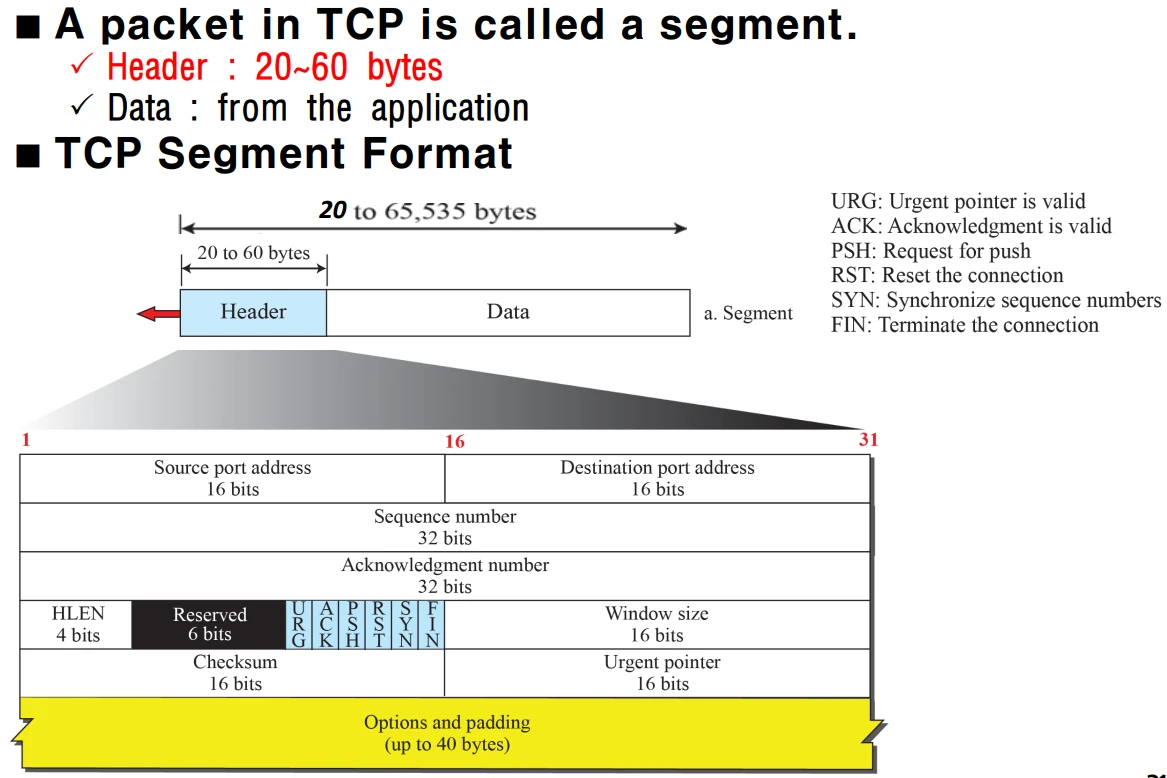 ■ A packet in TCP is called a segment.
✓ Header : 20~60 bytes
✓ Data : from the application
■ TCP Segment Format
20 to 65,535 bytes
20 to 60 bytes
Header
Data
a. Segment
URG: Urgent pointer is valid
ACK: Acknowledgment is valid
PSH: Request for push
RST: Reset the connection
SYN: Synchronize sequence numbers
FIN: Terminate the connection
1 16 31
Source port address
16 bits
Destination port address
16 bits
Sequence number
32 bits
Acknowledgment number
32 bits
HLEN
4 bits
Reserved
6 bits
URG
ACK
PSH
RST
SYN
FIN
Window size
16 bits
Checksum
16 bits
Urgent pointer
16 bits
Options and padding
(up to 40 bytes)